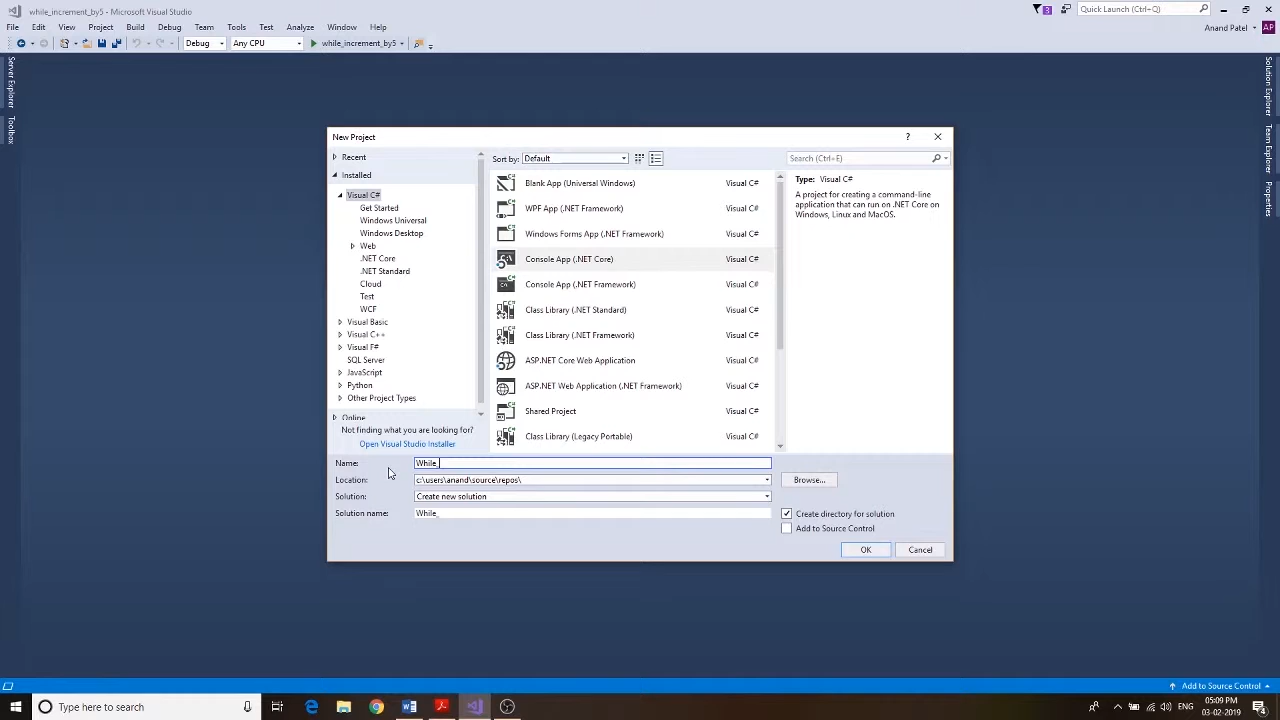 while_increment_by5 - Microsoft Visual Studio
3
Quick Launch (Ctrl+Q)
File Edit View Project Build Debug Team Tools Test Analyze Window Help
Anand Patel AP
Debug Any CPU while_increment_by5
Server Explorer
Toolbox
Solution Explorer
Team Explorer
Properties
New Project
?
Recent
Installed
Visual C#
Get Started
Windows Universal
Windows Desktop
Web
.NET Core
.NET Standard
Cloud
Test
WCF
Visual Basic
Visual C++
Visual F#
SQL Server
JavaScript
Python
Other Project Types
Online
Not finding what you are looking for?
Open Visual Studio Installer
Sort by: Default
Blank App (Universal Windows) Visual C#
WPF App (.NET Framework) Visual C#
Windows Forms App (.NET Framework) Visual C#
Console App (.NET Core) Visual C#
Console App (.NET Framework) Visual C#
Class Library (.NET Standard) Visual C#
Class Library (.NET Framework) Visual C#
ASP.NET Core Web Application Visual C#
ASP.NET Web Application (.NET Framework) Visual C#
Shared Project Visual C#
Class Library (Legacy Portable) Visual C#
Search (Ctrl+E)
Type: Visual C#
A project for creating a command-line
application that can run on .NET Core on
Windows, Linux and MacOS.
Name: While_
Location: c:\users\anand\source\repos\
Browse...
Solution: Create new solution
Solution name: While_
Create directory for solution
Add to Source Control
OK Cancel
Add to Source Control
Type here to search
05:09 PM
03-02-2019